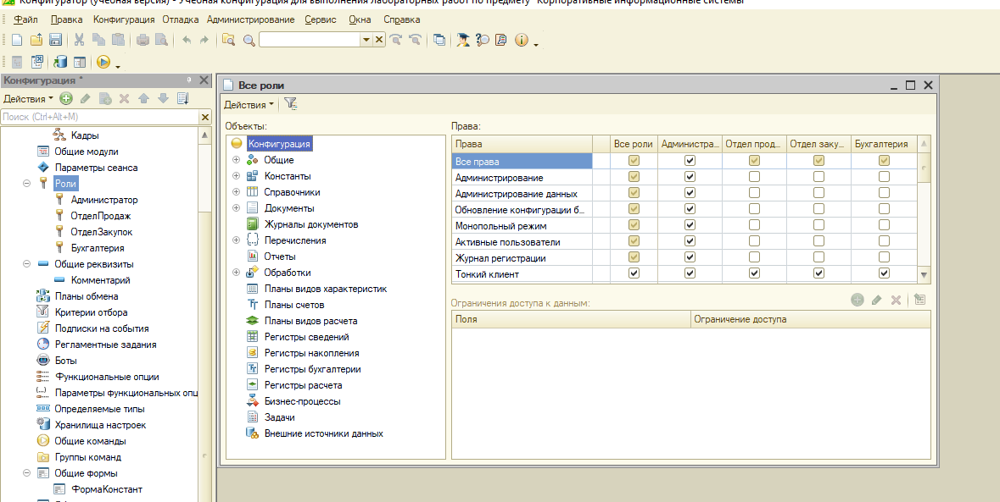 Конфигуратор (учебная версия) - Учебная конфигурация для выполнения лабораторных работ по предмету "Корпоративные информационные системы"
Файл Правка Конфигурация Отладка Администрирование Сервис Окна Справка
Конфигурация *
Действия
Поиск (Ctrl+Alt+M)
Кадры
Общие модули
Параметры сеанса
Роли
Администратор
ОтделПродаж
ОтделЗакупок
Бухгалтерия
Общие реквизиты
Комментарий
Планы обмена
Критерии отбора
Подписки на события
Регламентные задания
Боты
Функциональные опции
Параметры функциональных опц
Определяемые типы
Хранилища настроек
Общие команды
Группы команд
Общие формы
ФормаКонстант
Все роли
Действия
Объекты:
Конфигурация
Общие
Константы
Справочники
Документы
Журналы документов
Перечисления
Отчеты
Обработки
Планы видов характеристик
Планы счетов
Планы видов расчета
Регистры сведений
Регистры накопления
Регистры бухгалтерии
Регистры расчета
Бизнес-процессы
Задачи
Внешние источники данных
Права:
Права Все роли Администра... Отдел прод... Отдел заку... Бухгалтерия
Все права
Администрирование
Администрирование данных
Обновление конфигурации б...
Монопольный режим
Активные пользователи
Журнал регистрации
Тонкий клиент
Ограничения доступа к данным:
Поля Ограничение доступа